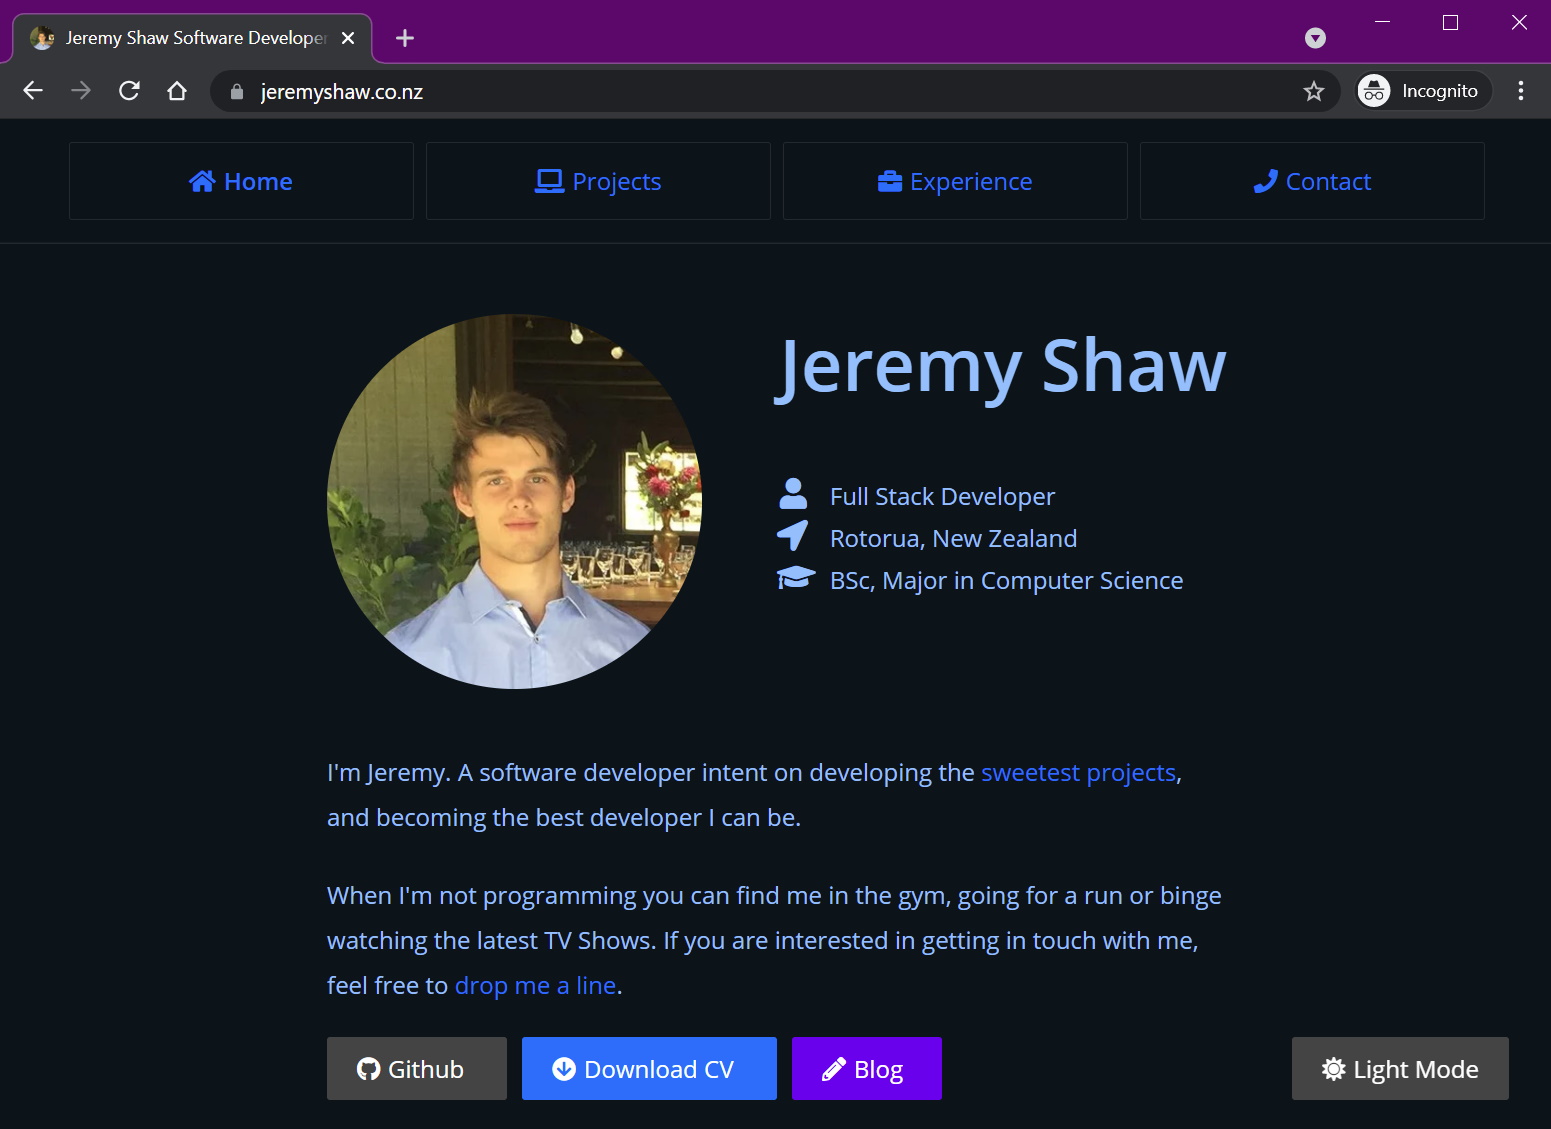 Jeremy Shaw Software Developer
jeremyshaw.co.nz
Incognito
Home
Projects
Experience
Contact
Jeremy Shaw
Full Stack Developer
Rotorua, New Zealand
BSc, Major in Computer Science
I'm Jeremy. A software developer intent on developing the sweetest projects,
and becoming the best developer I can be.
When I'm not programming you can find me in the gym, going for a run or binge
watching the latest TV Shows. If you are interested in getting in touch with me,
feel free to drop me a line.
Github
Download CV
Blog
Light Mode